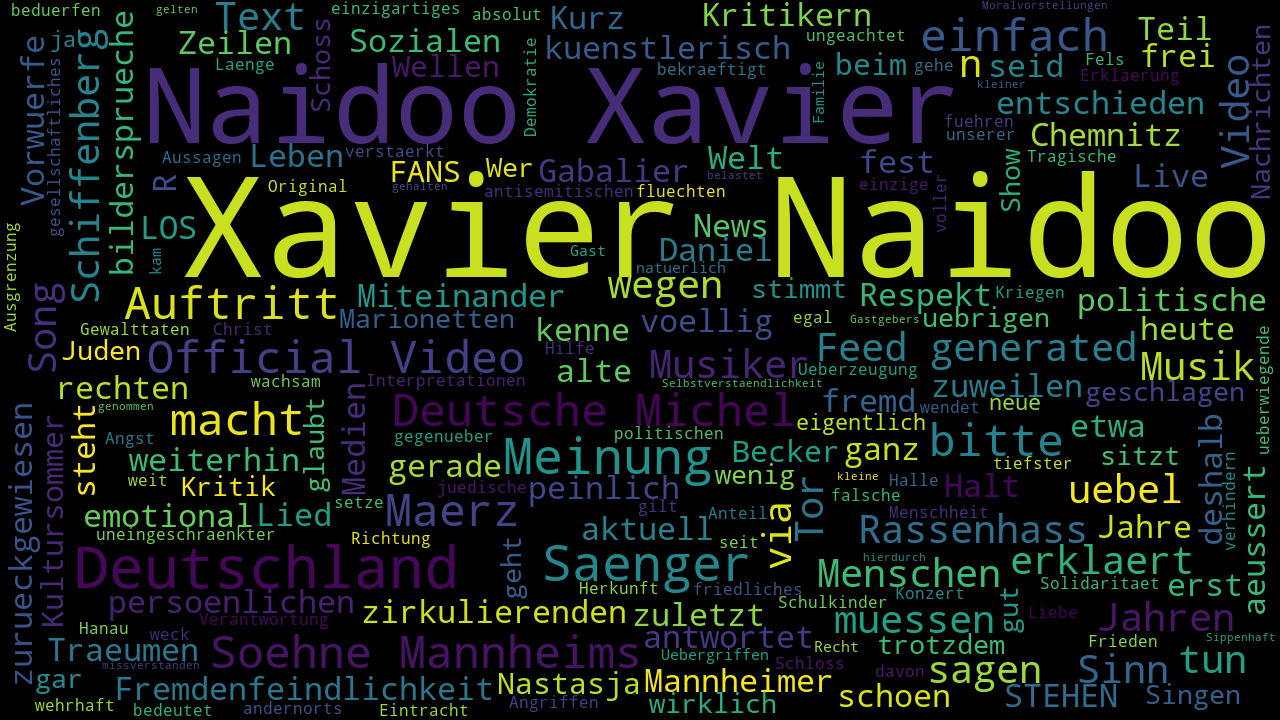 beduerfen gelten Text einzigartiges absolut Kurz Kritikern Moralvorstellungen Teil
ja Zeilen Sozialen kuenstlerisch ungeachtet einfach frei
Laenge Wellen bekraeftigt beim gehe n seid Fels Erklaerung
Vorwuerfe Schiffenberg bildersprueche Schoss Demokratie Familie kleiner Video Nachrichten
Naidoo Xavier
gesellschaftliches entschieden
fuehren unserer Chemnitz
Aussagen Leben verstaerkt FANS Wer Gabalier Welt fest Show Tragische
R Original gehalten antisemitischen fluechten belastet einzige voller Live
Xavier Naidoo
LOS News
kam Gast Daniel
natuerlich
Ausgrenzung Song Auftritt Miteinander wegen stimmt Respekt Kriegen politische
Gewalttaten Christ Marionetten kenne voellig egal Gastgebers uebrigen heute
Juden Official Video Hilfe alte Musiker Feed generated Musik
rechten wachsam Interpretationen Selbstverstaendlichkeit Ueberzeugung zuweilen geschlagen
genommen macht Medien Deutsche Michel fremd wendet neue ueberwiegende
steht Angst glaubt gegenueber politischen eigentlich bitte etwa deshalb
zurueckgewiesen Kultursommer weiterhin gerade Meinung Becker ganz tiefster sitzt
weit Kritik setze juedische peinlich wenig kleine Halle Halt uebel verhindern
emotional Lied Maerz gilt Anteil via Tor falsche Menschheit Jahre
uneingeschraenkter Richtung aktuell seit Rassenhass aeussert
Deutschland geht Saenger hierdurch erklaert
Herkunft friedliches Menschen Solidaritaet erst
persoenlichen zirkulierenden zuletzt Schulkinder Konzert gut Liebe
Verantwortung muessen Jahren
Hanau weck antwortet Recht trotzdem Frieden Sippenhaft
Traeumen missverstanden Soehne Mannheims Uebergriffen Schloss davon sagen Sinn tun
gar Fremdenfeindlichkeit Nastasja Mannheimer schoen STEHEN Singen
wehrhaft bedeutet andernorts Eintracht Angriffen wirklich